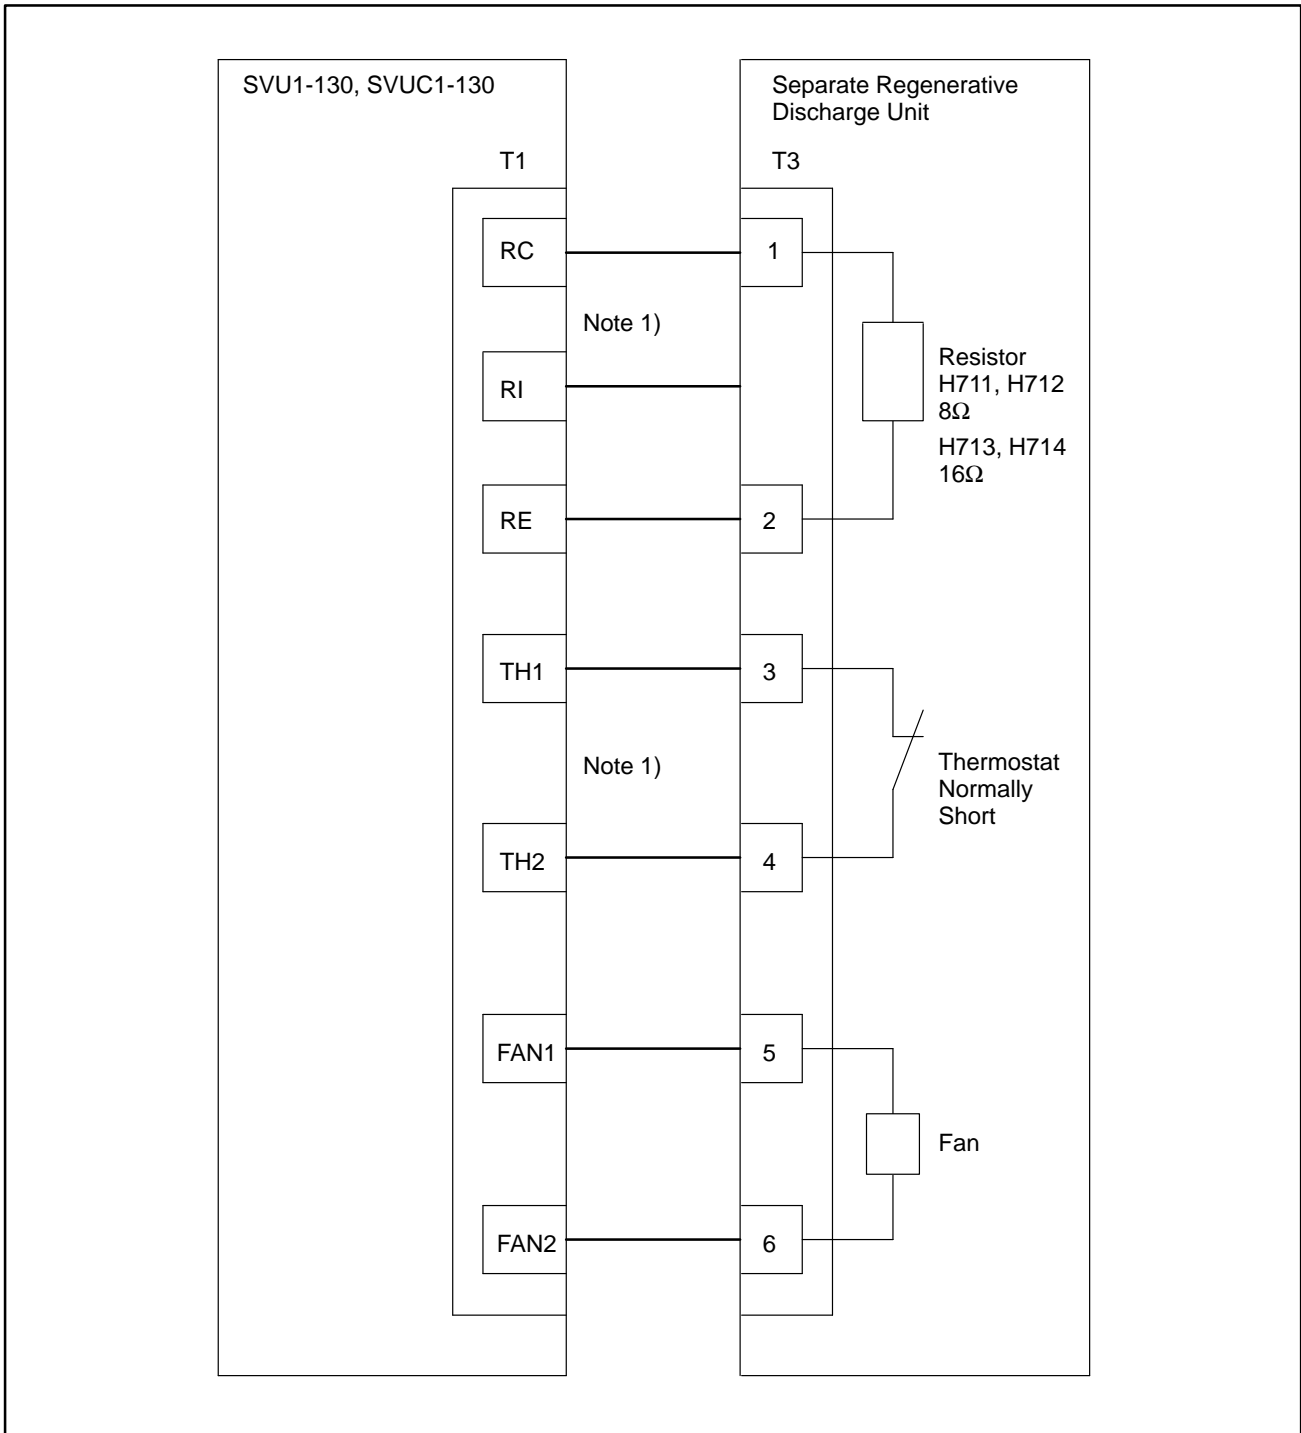 SVU1-130, SVUC1-130
Separate Regenerative
Discharge Unit
T1
T3
RC
1
Note 1)
RI
Resistor
H711, H712
8Ω
H713, H714
16Ω
RE
2
TH1
3
Note 1)
Thermostat
Normally
Short
TH2
4
FAN1
5
Fan
FAN2
6